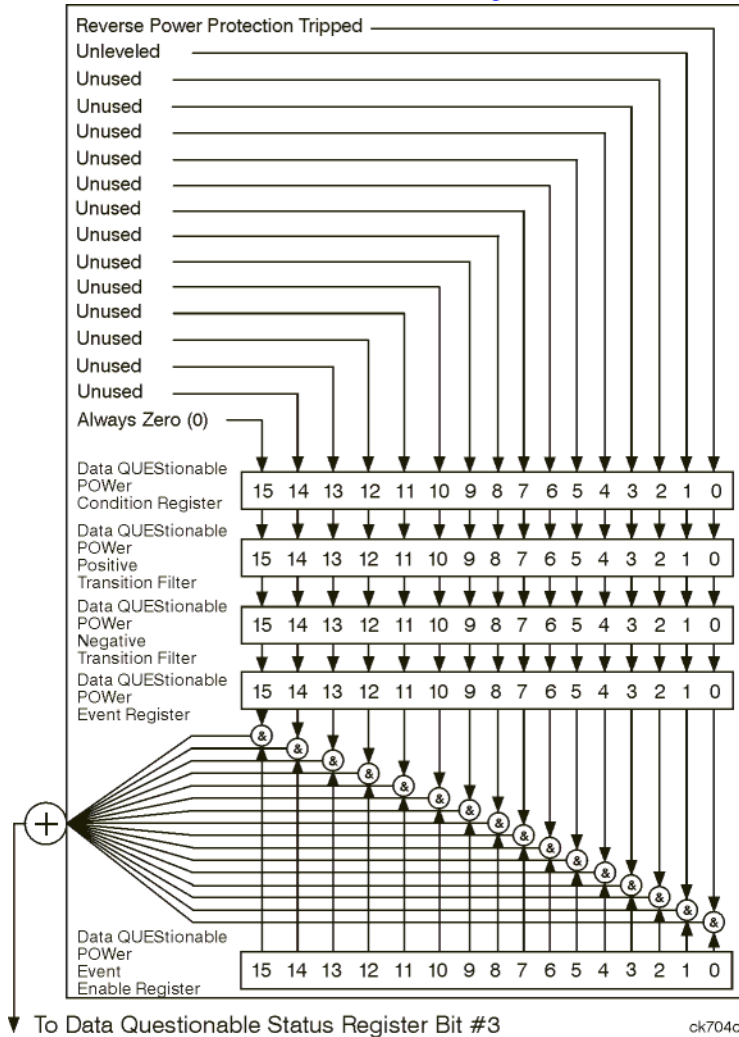 Reverse Power Protection Tripped
Unleveled
Unused
Unused
Unused
Unused
Unused
Unused
Unused
Unused
Unused
Unused
Unused
Unused
Unused
Always Zero (0)
Data QUEStionable
POWer
Condition Register
15 14 13 12 11 10 9 8 7 6 5 4 3 2 1 0
Data QUEStionable
POWer
Positive
Transition Filter
15 14 13 12 11 10 9 8 7 6 5 4 3 2 1 0
Data QUEStionable
POWer
Negative
Transition Filter
15 14 13 12 11 10 9 8 7 6 5 4 3 2 1 0
Data QUEStionable
POWer
Event Register
15 14 13 12 11 10 9 8 7 6 5 4 3 2 1 0
& & & & & & & & & & & & & & & &
+
Data QUEStionable
POWer
Event
Enable Register
15 14 13 12 11 10 9 8 7 6 5 4 3 2 1 0
To Data Questionable Status Register Bit #3